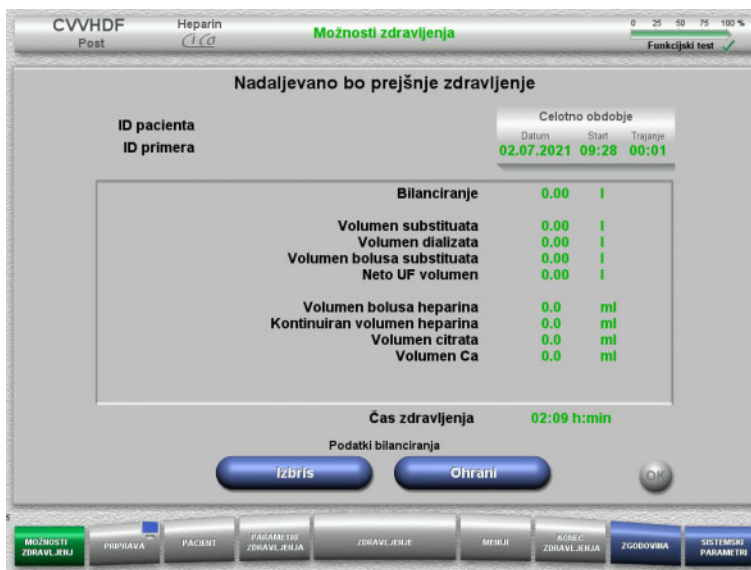 CVVHDF Heparin Možnosti zdravljenja 0 25 50 75 100 %
Post Ci Ca Funkcijski test
Nadaljevano bo prejšnje zdravljenje
Celotno obdobje
ID pacienta Datum Start Trajanje
ID primera 02.07.2021 09:28 00:01
Bilanciranje 0.00 l
Volumen substituata 0.00 l
Volumen dializata 0.00 l
Volumen bolusa substituata 0.00 l
Neto UF volumen 0.00 l
Volumen bolusa heparina 0.0 ml
Kontinuiran volumen heparina 0.0 ml
Volumen citrata 0.0 ml
Volumen Ca 0.0 ml
Čas zdravljenja 02:09 h:min
Podatki bilanciranja
Izbris Ohrani OK
5
MOŽNOSTI PRIPRAVA PACIENT PARAMETRI ZDRAVLJENJE MENIJI KONEC ZGODOVINA SISTEMSKI
ZDRAVLJENJ ZDRAVLJENJA ZDRAVLJENJA PARAMETRI